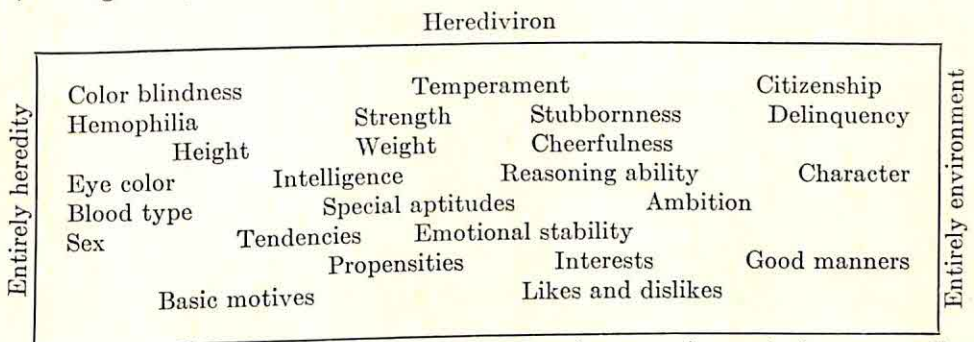 Herediviron
Entirely heredity
Color blindness Temperament Citizenship
Hemophilia Strength Stubbornness Delinquency
Height Weight Cheerfulness
Eye color Intelligence Reasoning ability Character
Blood type Special aptitudes Ambition
Sex Tendencies Emotional stability
Propensities Interests Good manners
Basic motives Likes and dislikes
Entirely environment